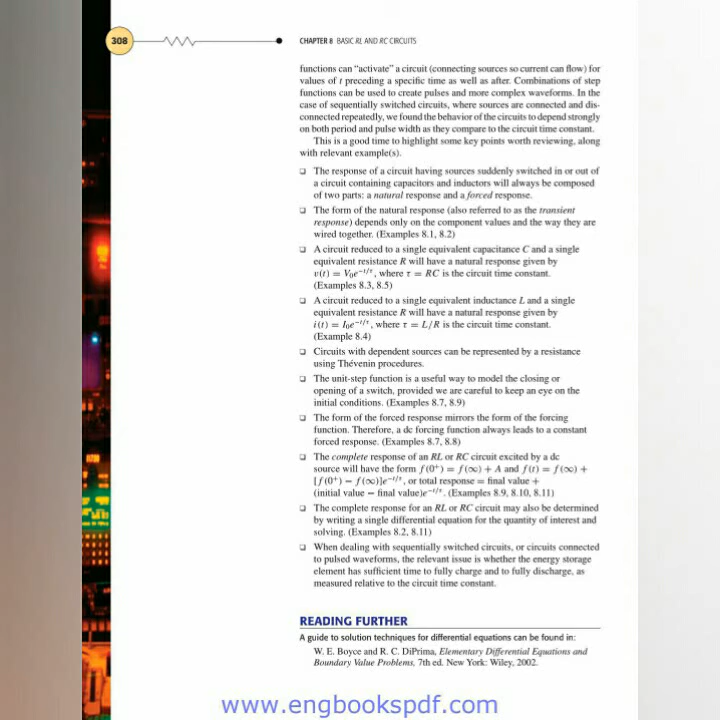 308
CHAPTER 8 BASIC RL AND RC CIRCUITS
functions can “activate” a circuit (connecting sources so current can flow) for
values of t preceding a specific time as well as after. Combinations of step
functions can be used to create pulses and more complex waveforms. In the
case of sequentially switched circuits, where sources are connected and dis-
connected repeatedly, we found the behavior of the circuits to depend strongly
on both period and pulse width as they compare to the circuit time constant.
This is a good time to highlight some key points worth reviewing, along
with relevant example(s).
❑ The response of a circuit having sources suddenly switched in or out of
a circuit containing capacitors and inductors will always be composed
of two parts: a natural response and a forced response.
❑ The form of the natural response (also referred to as the transient
response) depends only on the component values and the way they are
wired together. (Examples 8.1, 8.2)
❑ A circuit reduced to a single equivalent capacitance C and a single
equivalent resistance R will have a natural response given by
v(t) = V₀e^−t/τ, where τ = RC is the circuit time constant.
(Examples 8.3, 8.5)
❑ A circuit reduced to a single equivalent inductance L and a single
equivalent resistance R will have a natural response given by
i(t) = I₀e^−t/τ, where τ = L/R is the circuit time constant.
(Example 8.4)
❑ Circuits with dependent sources can be represented by a resistance
using Thévenin procedures.
❑ The unit-step function is a useful way to model the closing or
opening of a switch, provided we are careful to keep an eye on the
initial conditions. (Examples 8.7, 8.9)
❑ The form of the forced response mirrors the form of the forcing
function. Therefore, a dc forcing function always leads to a constant
forced response. (Examples 8.7, 8.8)
❑ The complete response of an RL or RC circuit excited by a dc
source will have the form f(0⁺) = f(∞) + A and f(t) = f(∞) +
[f(0⁺) − f(∞)]e^−t/τ, or total response = final value +
(initial value − final value)e^−t/τ. (Examples 8.9, 8.10, 8.11)
❑ The complete response for an RL or RC circuit may also be determined
by writing a single differential equation for the quantity of interest and
solving. (Examples 8.2, 8.11)
❑ When dealing with sequentially switched circuits, or circuits connected
to pulsed waveforms, the relevant issue is whether the energy storage
element has sufficient time to fully charge and to fully discharge, as
measured relative to the circuit time constant.
READING FURTHER
A guide to solution techniques for differential equations can be found in:
W. E. Boyce and R. C. DiPrima, Elementary Differential Equations and
Boundary Value Problems, 7th ed. New York: Wiley, 2002.
www.engbookspdf.com